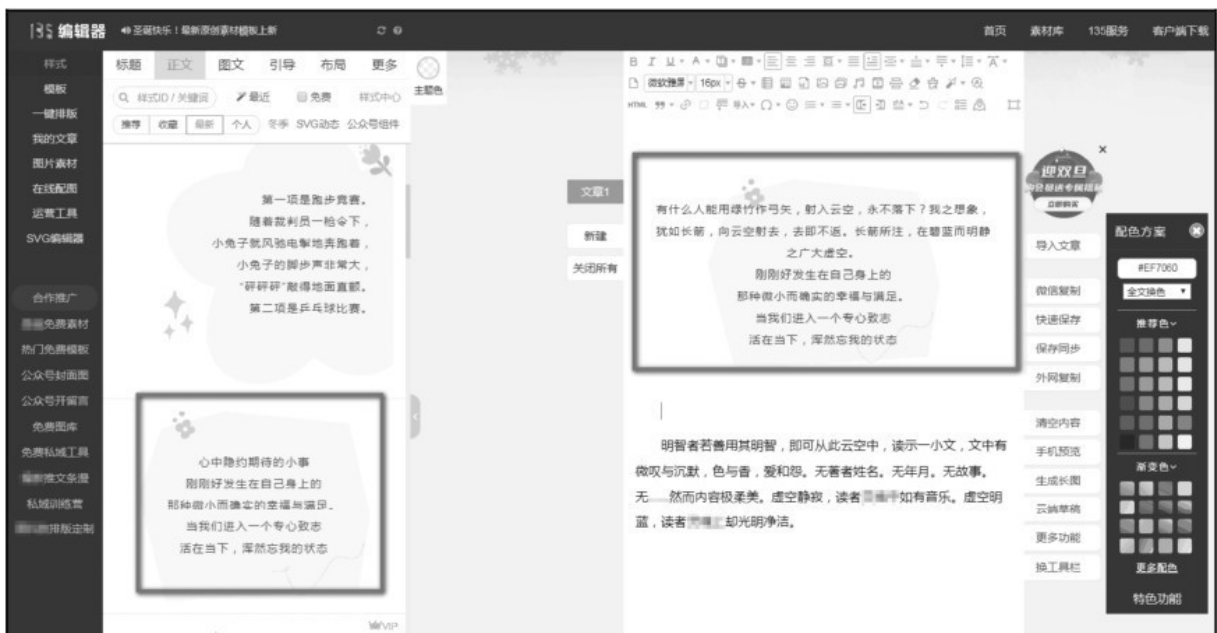 135 编辑器
圣诞快乐！最新原创素材模板上新
首页
素材库
135服务
客户端下载
样式
模板
一键排版
我的文章
图片素材
在线配图
运营工具
SVG编辑器
合作推广
免费素材
热门免费模板
公众号封面图
公众号开留言
免费图库
免费私域工具
推文条漫
私域训练营
排版定制
标题
正文
图文
引导
布局
更多
主题色
样式ID / 关键词
最近
免费
样式中心
推荐
收藏
最新
个人
冬季
SVG动态
公众号组件
第一项是跑步竞赛。
随着裁判员一枪令下，
小兔子就风驰电掣地奔跑着，
小兔子的脚步声非常大，
“砰砰砰”敲得地面直颤。
第二项是乒乓球比赛。
心中隐约期待的小事
刚刚好发生在自己身上的
那种微小而确实的幸福与满足。
当我们进入一个专心致志
活在当下，浑然忘我的状态
VIP
文章1
新建
关闭所有
微软雅黑
16px
HTML
有什么人能用绿竹作弓矢，射入云空，永不落下？我之想象，
犹如长箭，向云空射去，去即不返。长箭所注，在碧蓝而明静
之广大虚空。
刚刚好发生在自己身上的
那种微小而确实的幸福与满足。
当我们进入一个专心致志
活在当下，浑然忘我的状态
明智者若善用其明智，即可从此云空中，读示一小文，文中有
微叹与沉默，色与香，爱和怨。无著者姓名。无年月。无故事。
无 然而内容极柔美。虚空静寂，读者 如有音乐。虚空明
蓝，读者 却光明净洁。
迎双旦
立即购买
导入文章
微信复制
快速保存
保存同步
外网复制
清空内容
手机预览
生成长图
云端草稿
更多功能
换工具栏
配色方案
#EF7060
全文换色
推荐色
渐变色
更多配色
特色功能